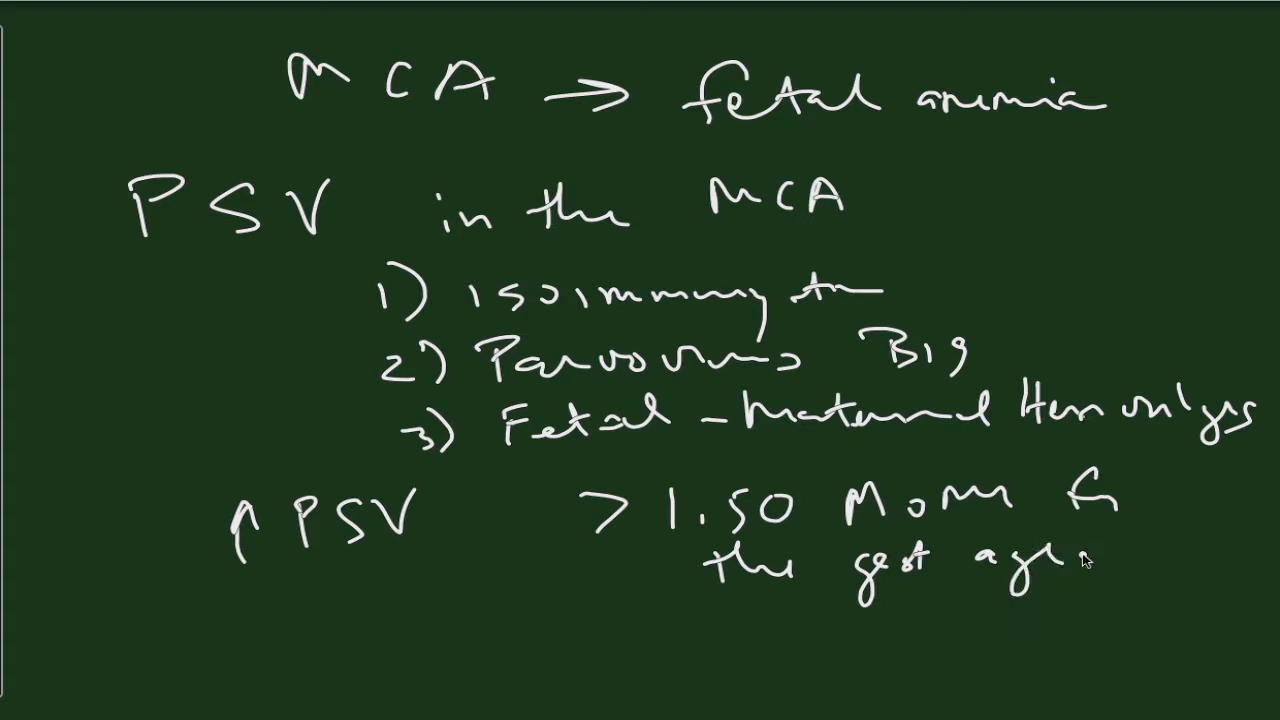 MCA → fetal anemia
PSV in the MCA
1) isoimmunization
2) Parvovirus B19
3) Fetal - maternal Hemorrhages
↑ PSV > 1.50 MoM for
the gest age